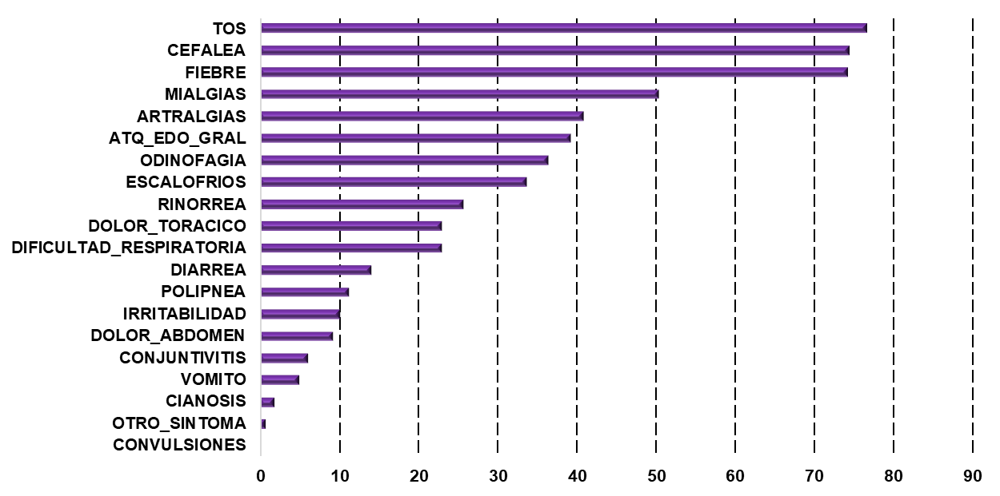 TOS
CEFALEA
FIEBRE
MIALGIAS
ARTRALGIAS
ATQ_EDO_GRAL
ODINOFAGIA
ESCALOFRIOS
RINORREA
DOLOR_TORACICO
DIFICULTAD_RESPIRATORIA
DIARREA
POLIPNEA
IRRITABILIDAD
DOLOR_ABDOMEN
CONJUNTIVITIS
VOMITO
CIANOSIS
OTRO_SINTOMA
CONVULSIONES
0 10 20 30 40 50 60 70 80 90